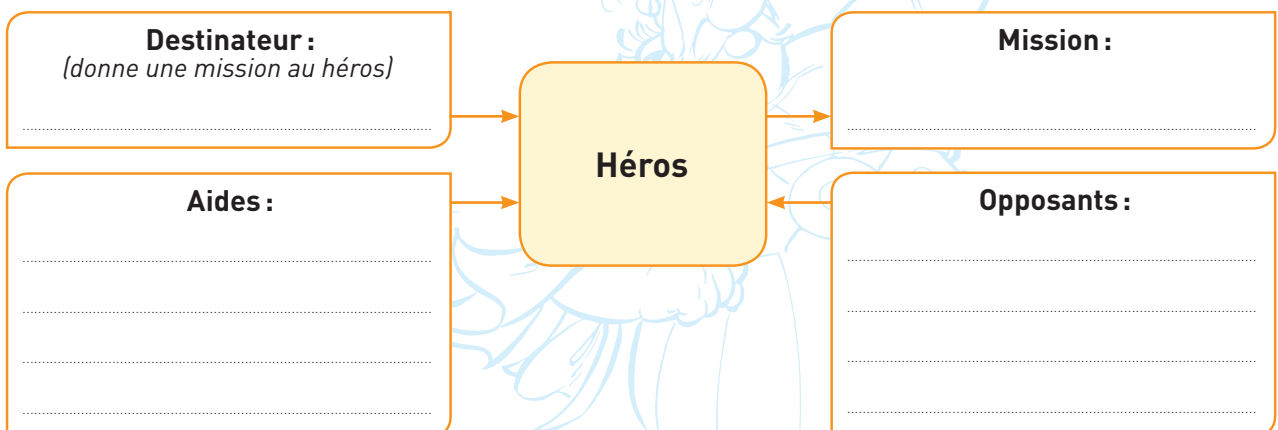 Destinateur :
(donne une mission au héros)
Mission :
Héros
Aides :
Opposants :